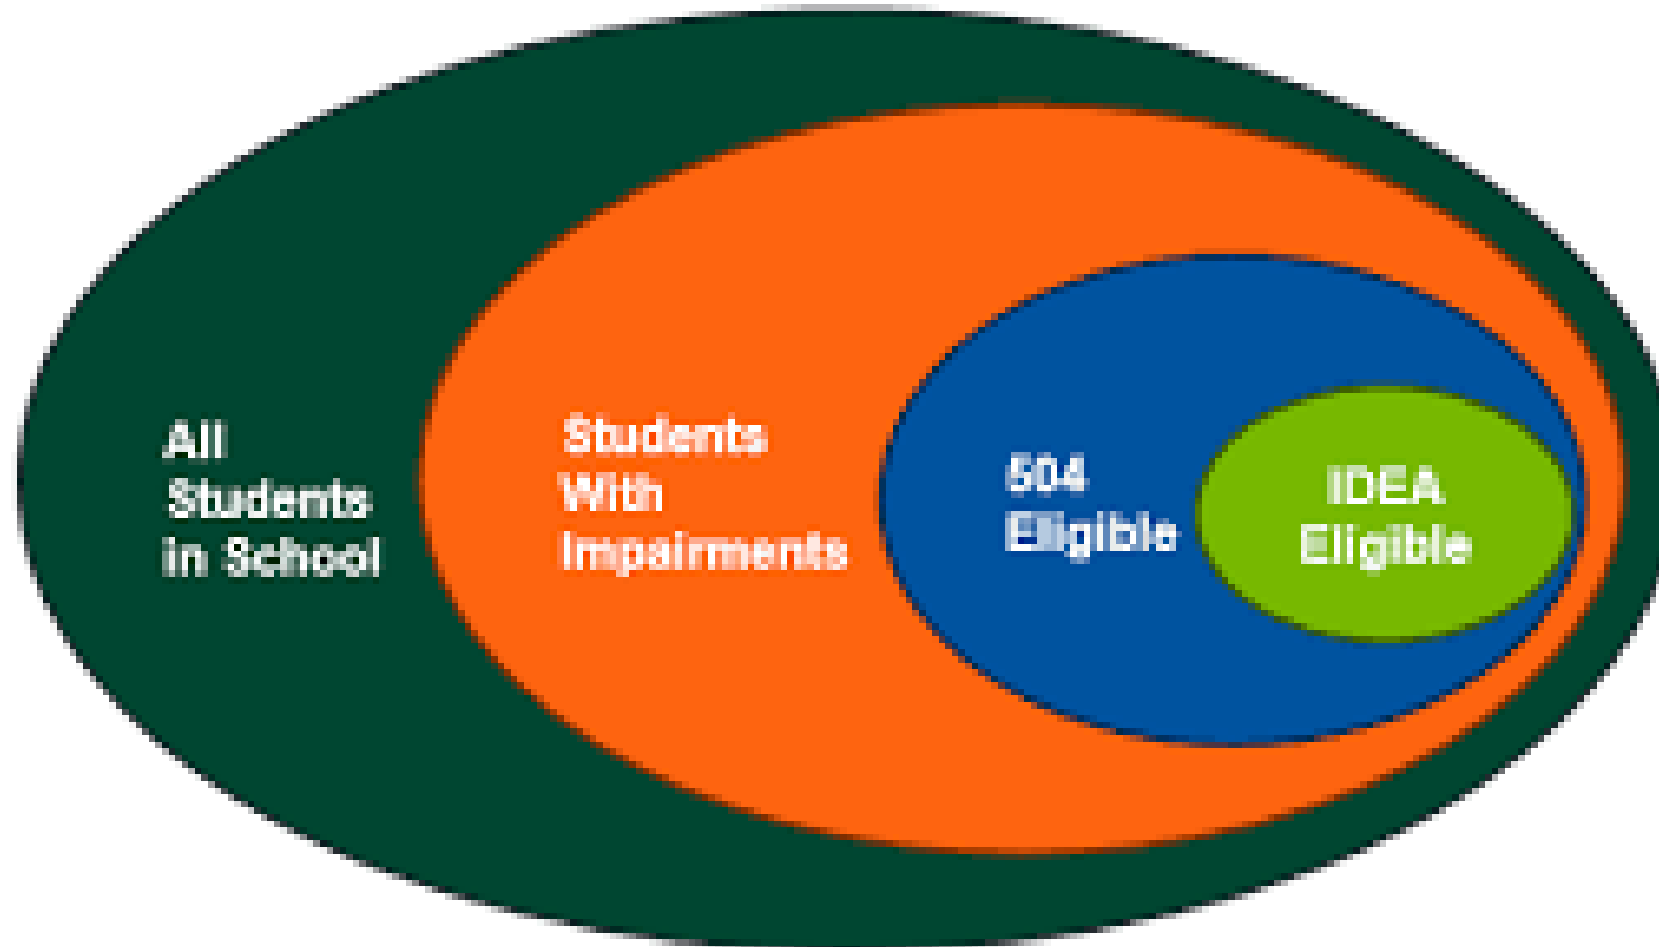 All
Students
in School
Students
With
Impairments
504
Eligible
IDEA
Eligible